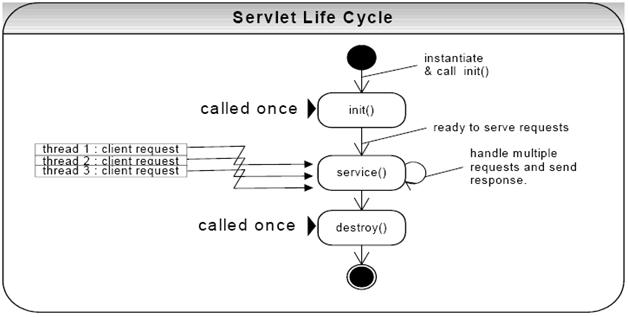 Servlet Life Cycle
instantiate
& call init()
called once
init()
ready to serve requests
thread 1 : client request
thread 2 : client request
thread 3 : client request
service()
handle multiple
requests and send
response.
called once
destroy()